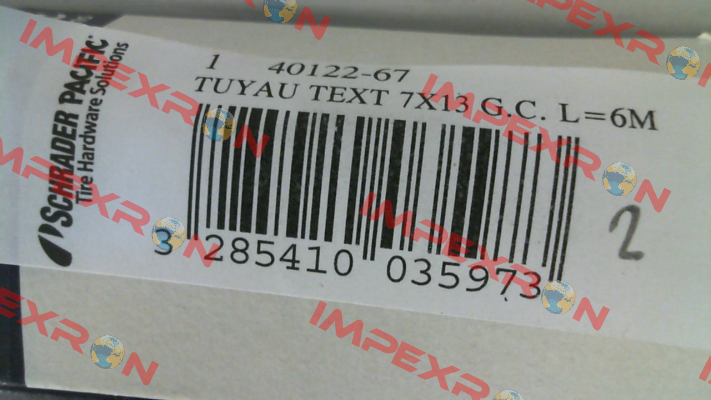 SCHRADER PACIFIC
Tire Hardware Solutions
1 40122-67
TUYAU TEXT 7X13 G.C. L=6M
3 285410 035973
2
IMPEXRON
IMPEXRON
IMPEXRON
IMPEXRON
IMPEXRON
IMPEXRON